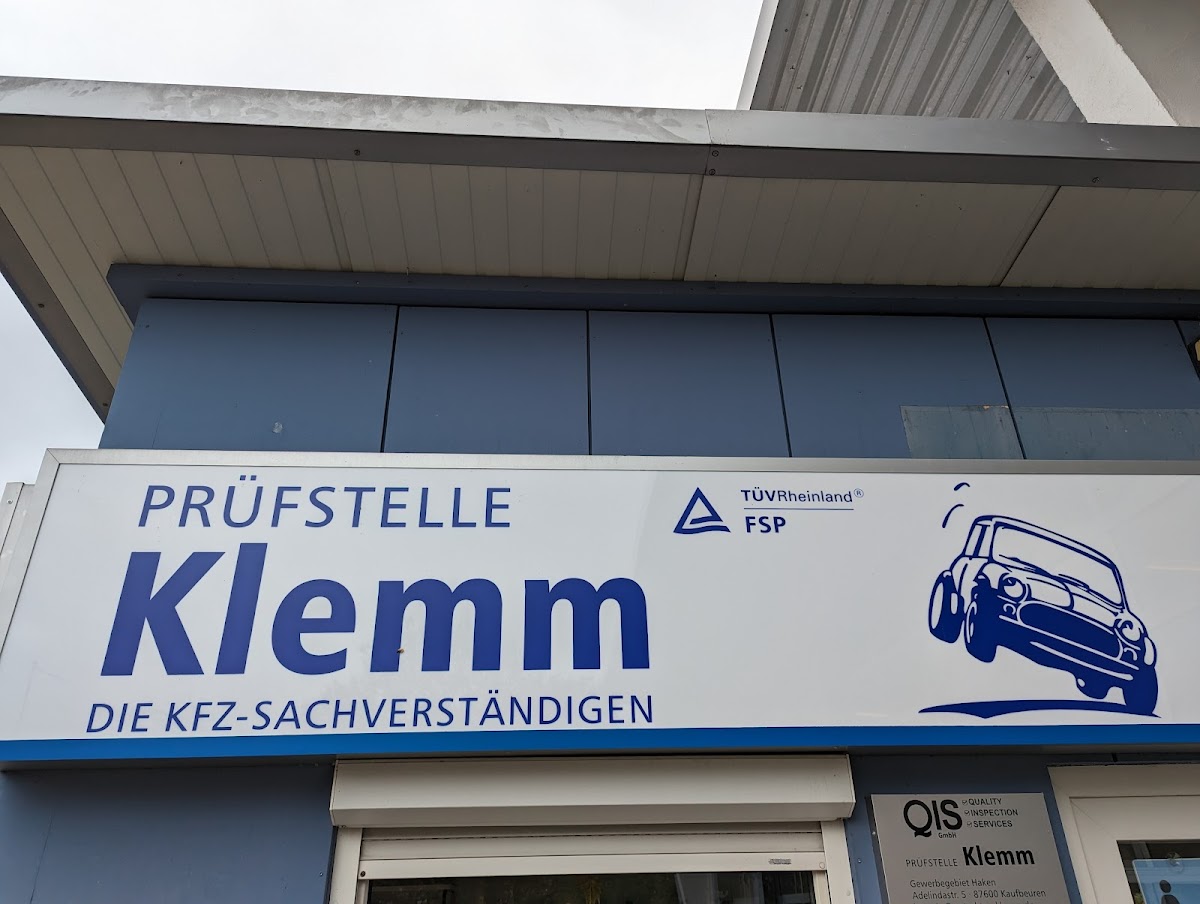 PRÜFSTELLE
Klemm
DIE KFZ-SACHVERSTÄNDIGEN
TÜVRheinland®
FSP
QIS GmbH
QUALITY
INSPECTION
SERVICES
PRÜFSTELLE Klemm
Gewerbegebiet Haken
Adelindastr. 5 · 87600 Kaufbeuren